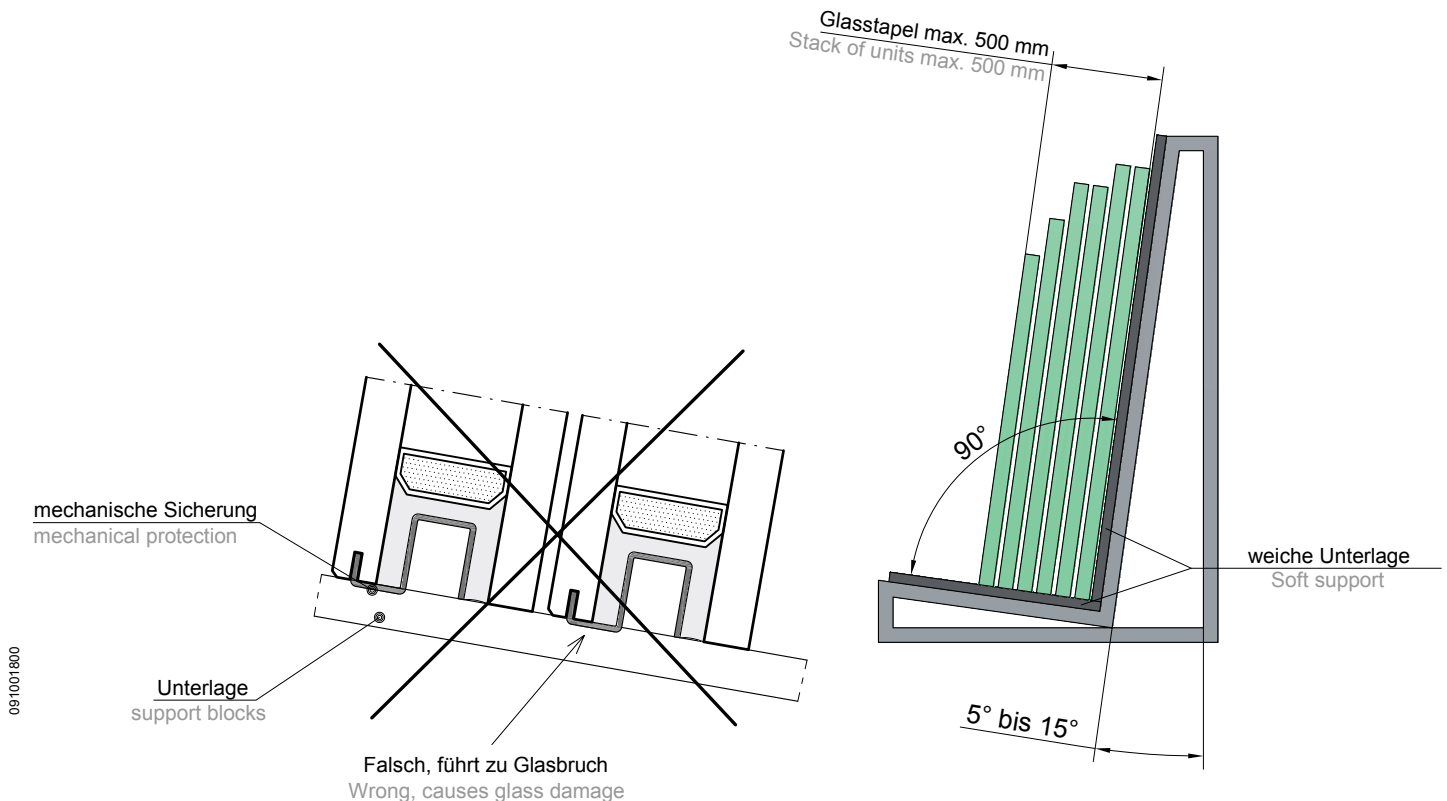 Glasstapel max. 500 mm
Stack of units max. 500 mm
90°
mechanische Sicherung
mechanical protection
weiche Unterlage
Soft support
Unterlage
support blocks
5° bis 15°
Falsch, führt zu Glasbruch
Wrong, causes glass damage
091001800